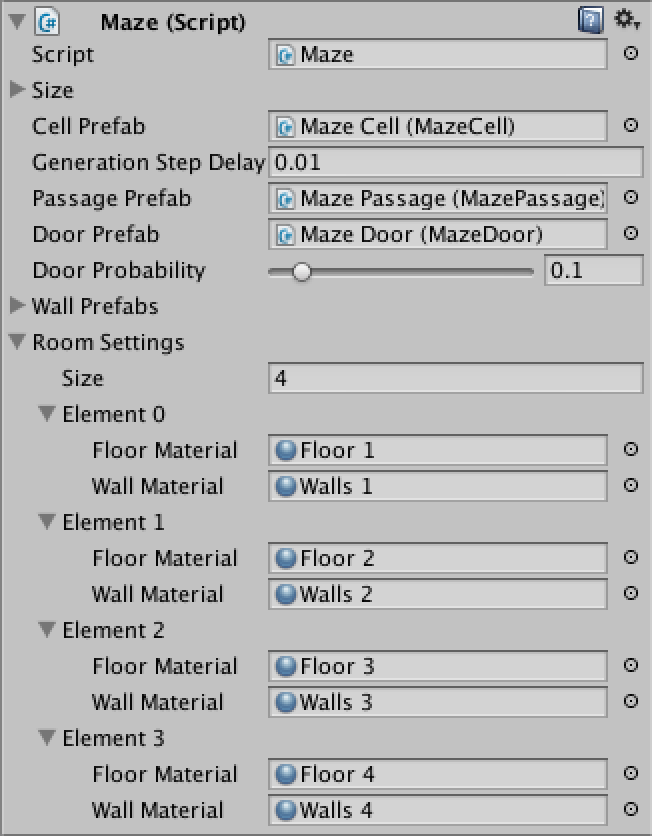 Maze (Script)
Script Maze
Size
Cell Prefab Maze Cell (MazeCell)
Generation Step Delay 0.01
Passage Prefab Maze Passage (MazePassage)
Door Prefab Maze Door (MazeDoor)
Door Probability 0.1
Wall Prefabs
Room Settings
Size 4
Element 0
Floor Material Floor 1
Wall Material Walls 1
Element 1
Floor Material Floor 2
Wall Material Walls 2
Element 2
Floor Material Floor 3
Wall Material Walls 3
Element 3
Floor Material Floor 4
Wall Material Walls 4